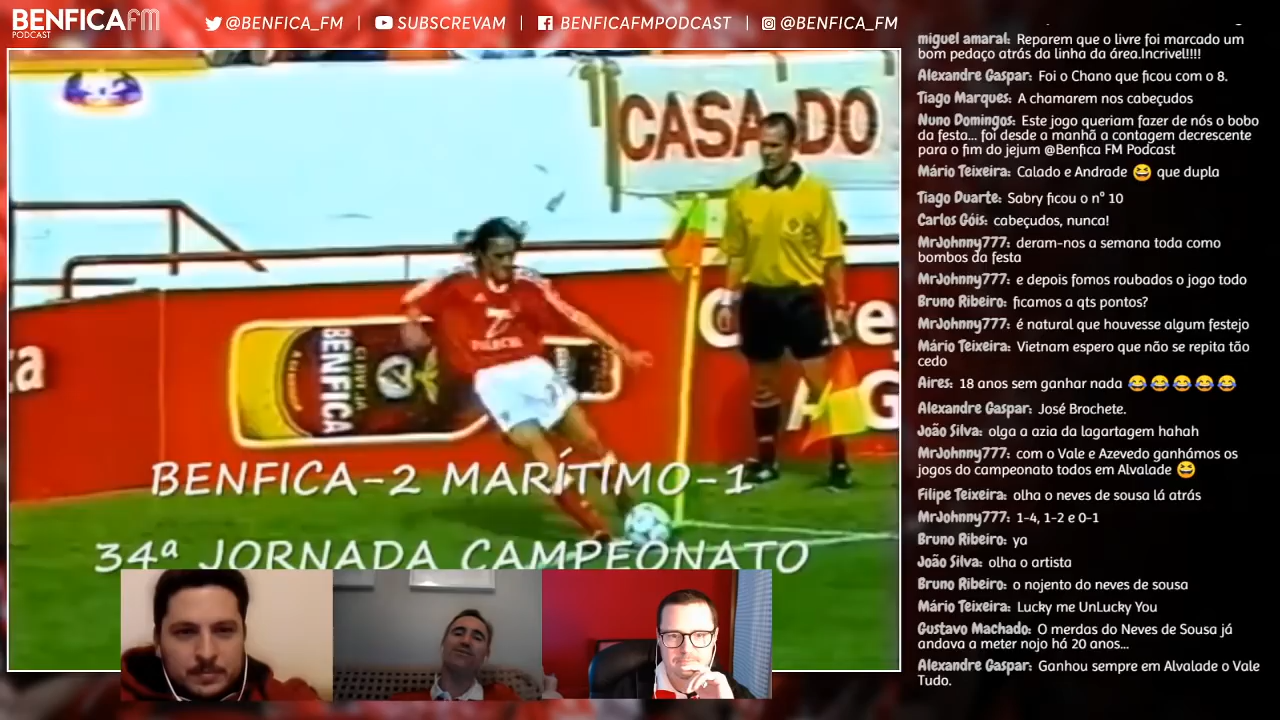 BENFICAFM
PODCAST
@BENFICA_FM | SUBSCREVAM | BENFICAFMPODCAST | @BENFICA_FM
CASA DO
BENFICA
CERVEJA
BENFICA-2 MARÍTIMO-1
34ª JORNADA CAMPEONATO
miguel amaral: Reparem que o livre foi marcado um
bom pedaço atrás da linha da área.Incrivel!!!!
Alexandre Gaspar: Foi o Chano que ficou com o 8.
Tiago Marques: A chamarem nos cabeçudos
Nuno Domingos: Este jogo queriam fazer de nós o bobo
da festa... foi desde a manhã a contagem decrescente
para o fim do jejum @Benfica FM Podcast
Mário Teixeira: Calado e Andrade 😆 que dupla
Tiago Duarte: Sabry ficou o nº 10
Carlos Góis: cabeçudos, nunca!
MrJohnny777: deram-nos a semana toda como
bombos da festa
MrJohnny777: e depois fomos roubados o jogo todo
Bruno Ribeiro: ficamos a qts pontos?
MrJohnny777: é natural que houvesse algum festejo
Mário Teixeira: Vietnam espero que não se repita tão
cedo
Aires: 18 anos sem ganhar nada 😂😂😂😂😂
Alexandre Gaspar: José Brochete.
João Silva: olga a azia da lagartagem hahah
MrJohnny777: com o Vale e Azevedo ganhámos os
jogos do campeonato todos em Alvalade 😆
Filipe Teixeira: olha o neves de sousa lá atrás
MrJohnny777: 1-4, 1-2 e 0-1
Bruno Ribeiro: ya
João Silva: olha o artista
Bruno Ribeiro: o nojento do neves de sousa
Mário Teixeira: Lucky me UnLucky You
Gustavo Machado: O merdas do Neves de Sousa já
andava a meter nojo há 20 anos...
Alexandre Gaspar: Ganhou sempre em Alvalade o Vale
Tudo.